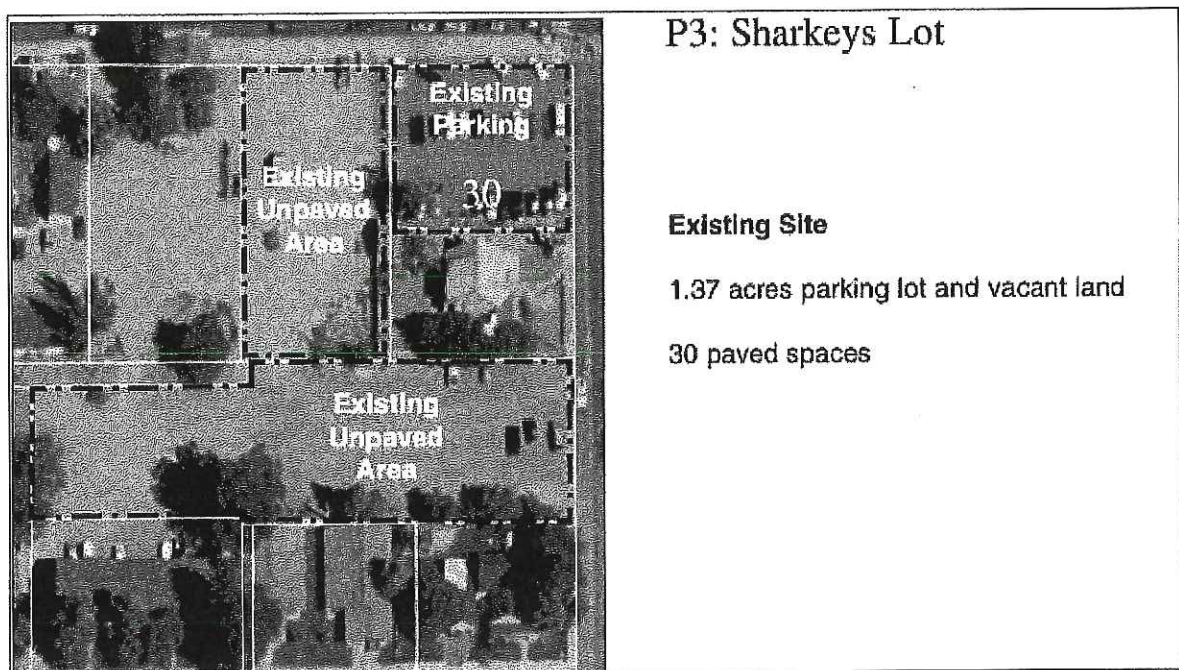 P3: Sharkeys Lot
Existing
Parking
30
Existing
Unpaved
Area
Existing Site
1.37 acres parking lot and vacant land
30 paved spaces
Existing
Unpaved
Area